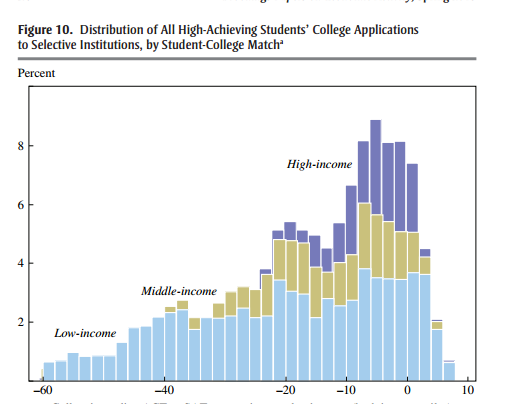 Figure 10. Distribution of All High-Achieving Students' College Applications
to Selective Institutions, by Student-College Matchª
Percent
8
High-income
6
4
Middle-income
2
Low-income
−60 −40 −20 −10 0 10